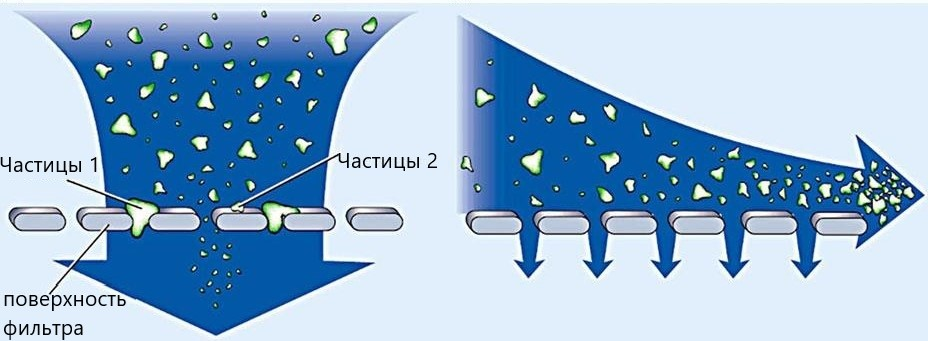 Частицы 1
Частицы 2
поверхность
фильтра